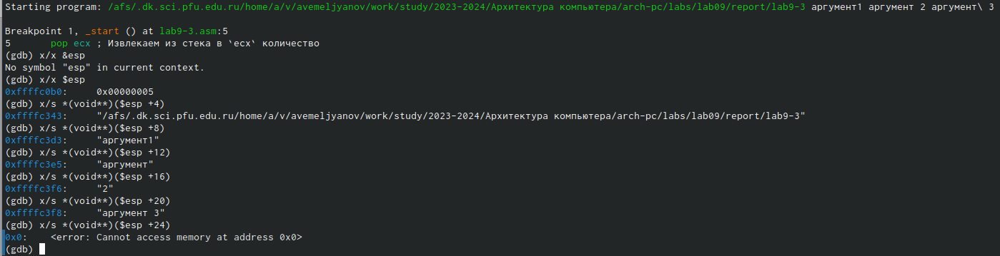 Starting program: /afs/.dk.sci.pfu.edu.ru/home/a/v/avemeljyanov/work/study/2023-2024/Архитектура компьютера/arch-pc/labs/lab09/report/lab9-3 аргумент1 аргумент 2 аргумент\ 3
Breakpoint 1, _start () at lab9-3.asm:5
5       pop ecx ; Извлекаем из стека в `ecx` количество
(gdb) x/x &esp
No symbol "esp" in current context.
(gdb) x/x $esp
0xffffc0b0:     0x00000005
(gdb) x/s *(void**)($esp +4)
0xffffc343:     "/afs/.dk.sci.pfu.edu.ru/home/a/v/avemeljyanov/work/study/2023-2024/Архитектура компьютера/arch-pc/labs/lab09/report/lab9-3"
(gdb) x/s *(void**)($esp +8)
0xffffc3d3:     "аргумент1"
(gdb) x/s *(void**)($esp +12)
0xffffc3e5:     "аргумент"
(gdb) x/s *(void**)($esp +16)
0xffffc3f6:     "2"
(gdb) x/s *(void**)($esp +20)
0xffffc3f8:     "аргумент 3"
(gdb) x/s *(void**)($esp +24)
0x0:    <error: Cannot access memory at address 0x0>
(gdb)